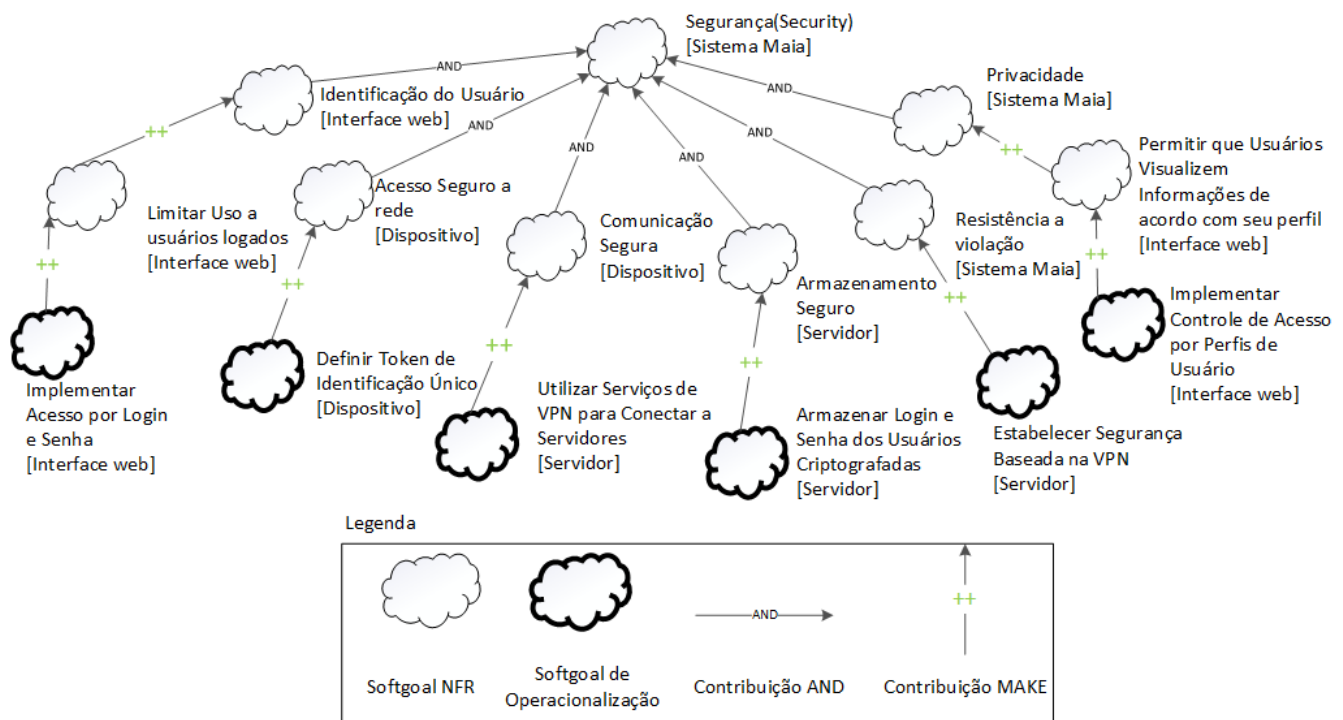 Segurança(Security)
[Sistema Maia]
AND
Identificação do Usuário
[Interface web]
AND
AND
Privacidade
[Sistema Maia]
++
Limitar Uso a
usuários logados
[Interface web]
Acesso Seguro a
rede
[Dispositivo]
AND
AND
AND
++
Permitir que Usuários
Visualizem
Informações de
acordo com seu perfil
[Interface web]
Comunicação
Segura
[Dispositivo]
Resistência a
violação
[Sistema Maia]
++
++
++
++
++
++
++
Armazenamento
Seguro
[Servidor]
Implementar
Controle de Acesso
por Perfis de
Usuário
[Interface web]
Implementar
Acesso por Login
e Senha
[Interface web]
Definir Token de
Identificação Único
[Dispositivo]
Utilizar Serviços de
VPN para Conectar a
Servidores
[Servidor]
Armazenar Login e
Senha dos Usuários
Criptografadas
[Servidor]
Estabelecer Segurança
Baseada na VPN
[Servidor]
Legenda
AND
++
Softgoal NFR
Softgoal de
Operacionalização
Contribuição AND
Contribuição MAKE